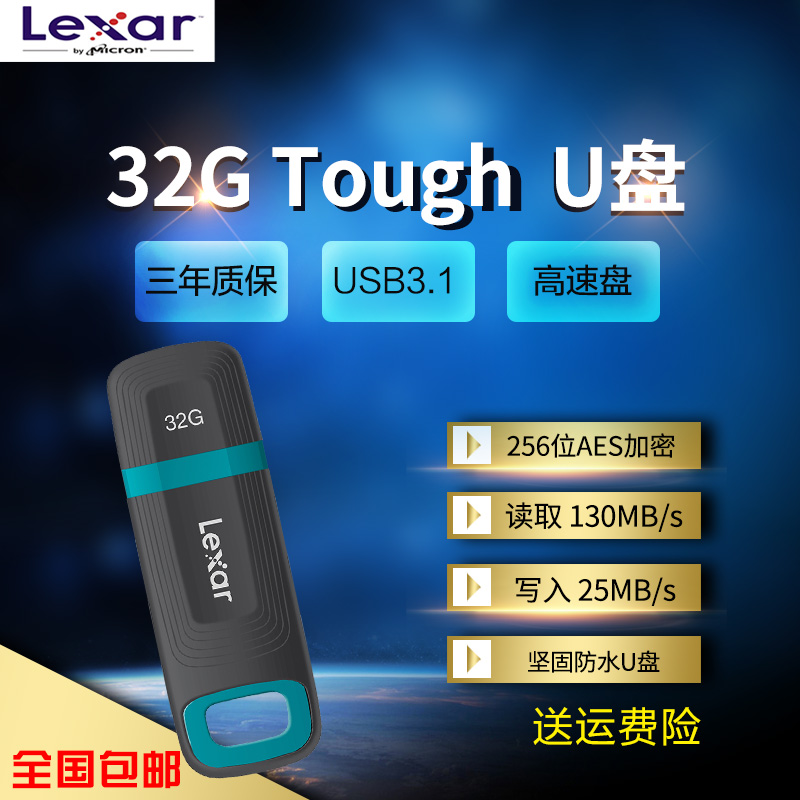 Lexar
by Micron
32G Tough U盘
三年质保
USB3.1
高速盘
32G
Lexar
256位AES加密
读取 130MB/s
写入 25MB/s
坚固防水U盘
送运费险
全国包邮